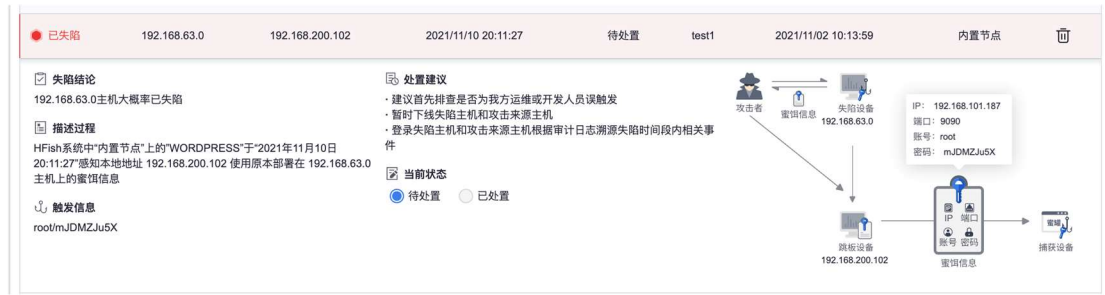 已失陷 192.168.63.0 192.168.200.102 2021/11/10 20:11:27 待处置 test1 2021/11/02 10:13:59 内置节点
失陷结论
192.168.63.0主机大概率已失陷
描述过程
HFish系统中“内置节点”上的”WORDPRESS”于“2021年11月10日
20:11:27”感知本地地址 192.168.200.102 使用原本部署在 192.168.63.0
主机上的蜜饵信息
触发信息
root/mJDMZJu5X
处置建议
· 建议首先排查是否为我方运维或开发人员误触发
· 暂时下线失陷主机和攻击来源主机
· 登录失陷主机和攻击来源主机根据审计日志溯源失陷时间段内相关事
件
当前状态
待处置 已处置
攻击者
蜜饵信息
失陷设备
192.168.63.0
IP： 192.168.101.187
端口： 9090
账号： root
密码： mJDMZJu5X
IP 端口
账号 密码
蜜饵信息
跳板设备
192.168.200.102
蜜罐
捕获设备